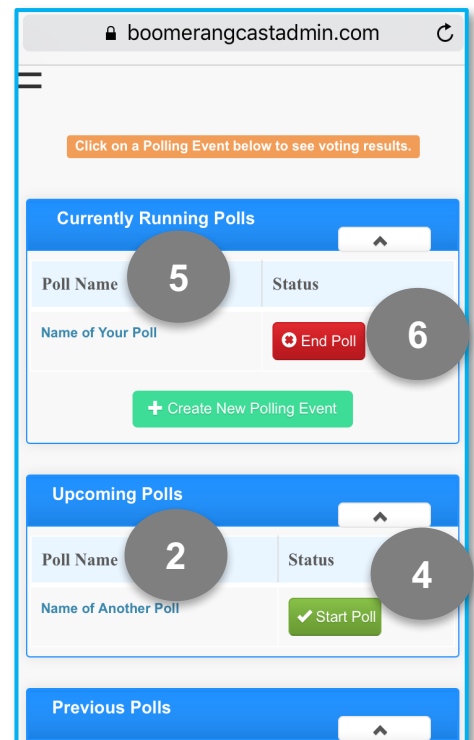 boomerangcastadmin.com
Click on a Polling Event below to see voting results.
Currently Running Polls
5
Poll Name Status
6
Name of Your Poll End Poll
Create New Polling Event
Upcoming Polls
2
Poll Name Status
4
Name of Another Poll Start Poll
Previous Polls